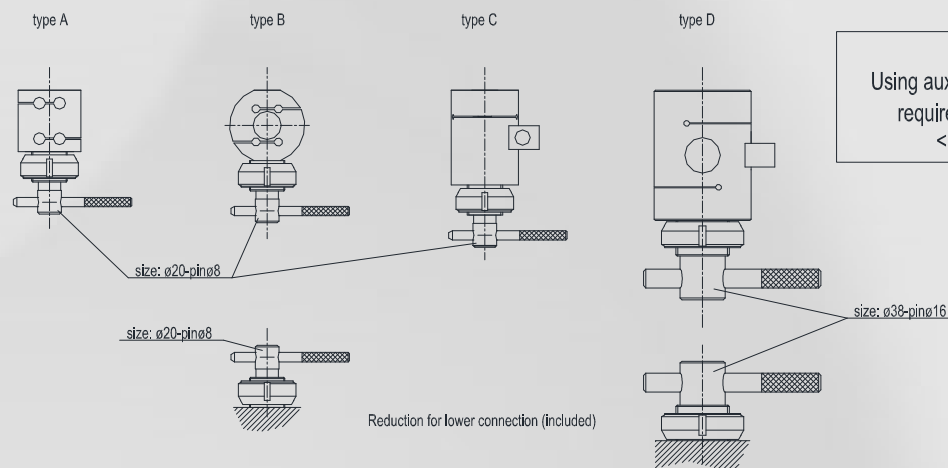 type A
type B
type C
type D
Using aux
require
<
size: ø20-pinø8
size: ø38-pinø16
size: ø20-pinø8
Reduction for lower connection (included)